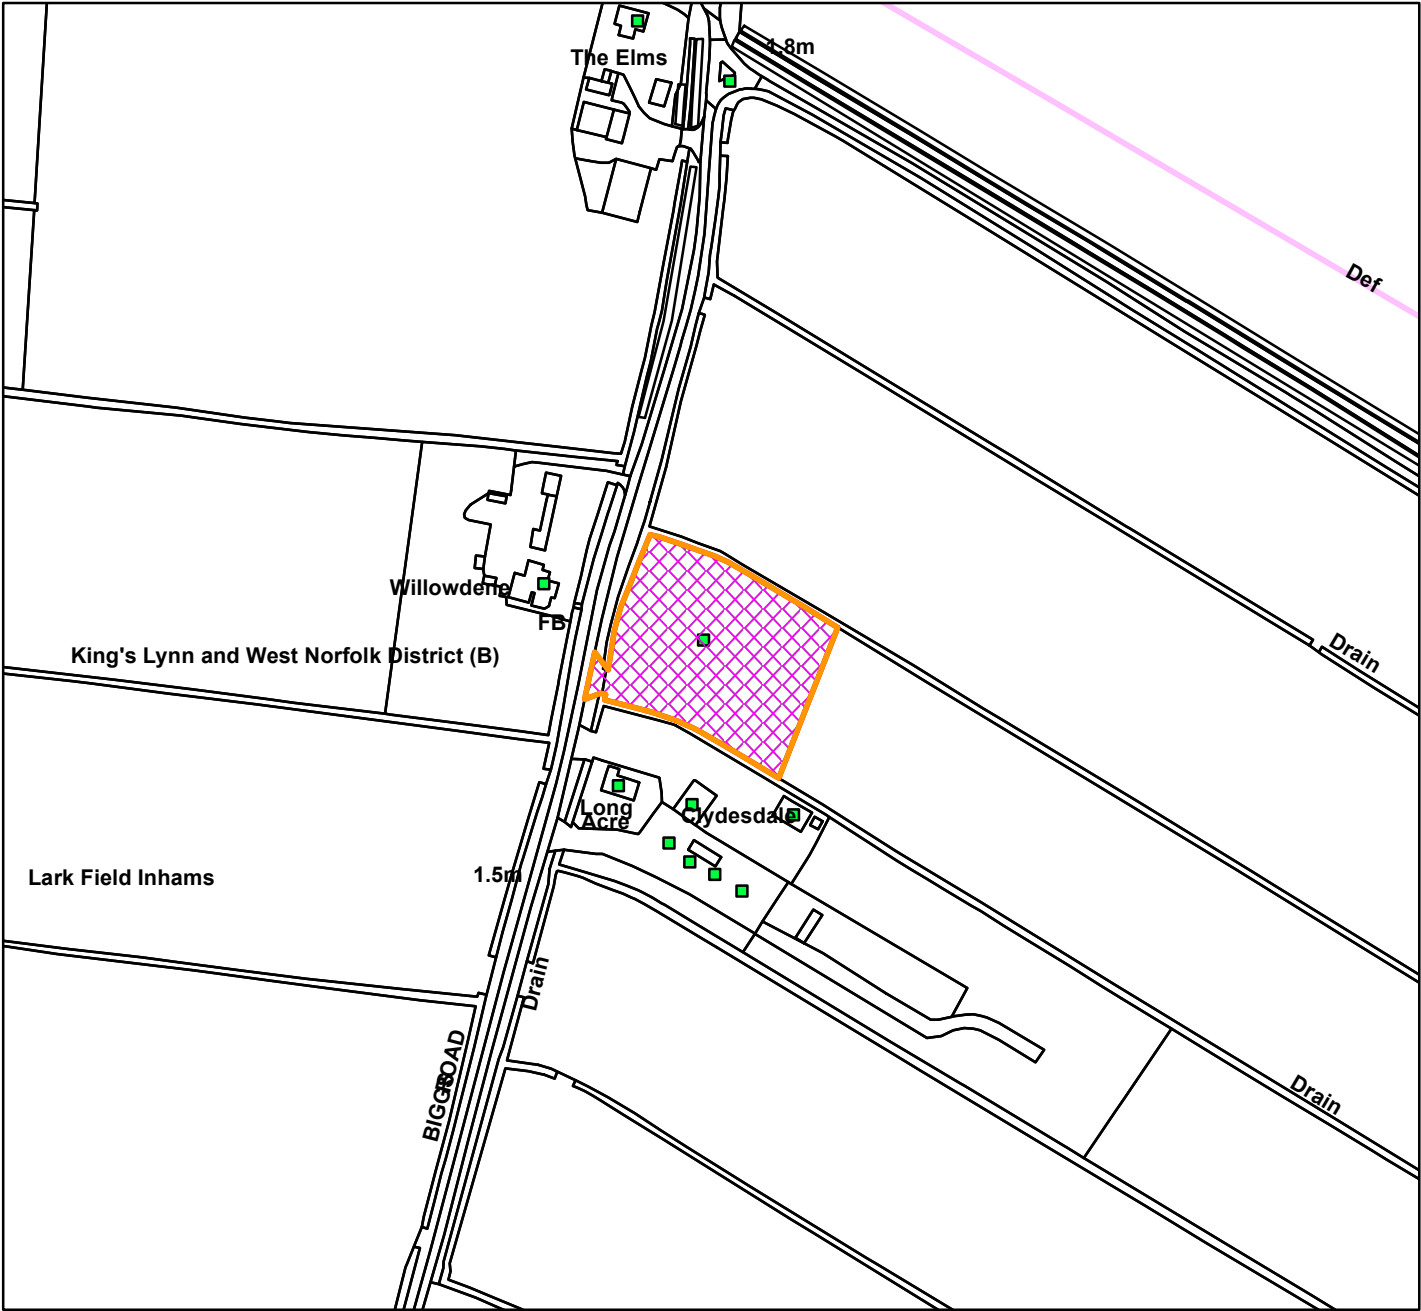 1.8m
The Elms
Def
Willowdene
FB
Drain
King's Lynn and West Norfolk District (B)
Long
Acre
Clydesdale
Lark Field Inhams
1.5m
Drain
ROAD
BIGGS
Drain